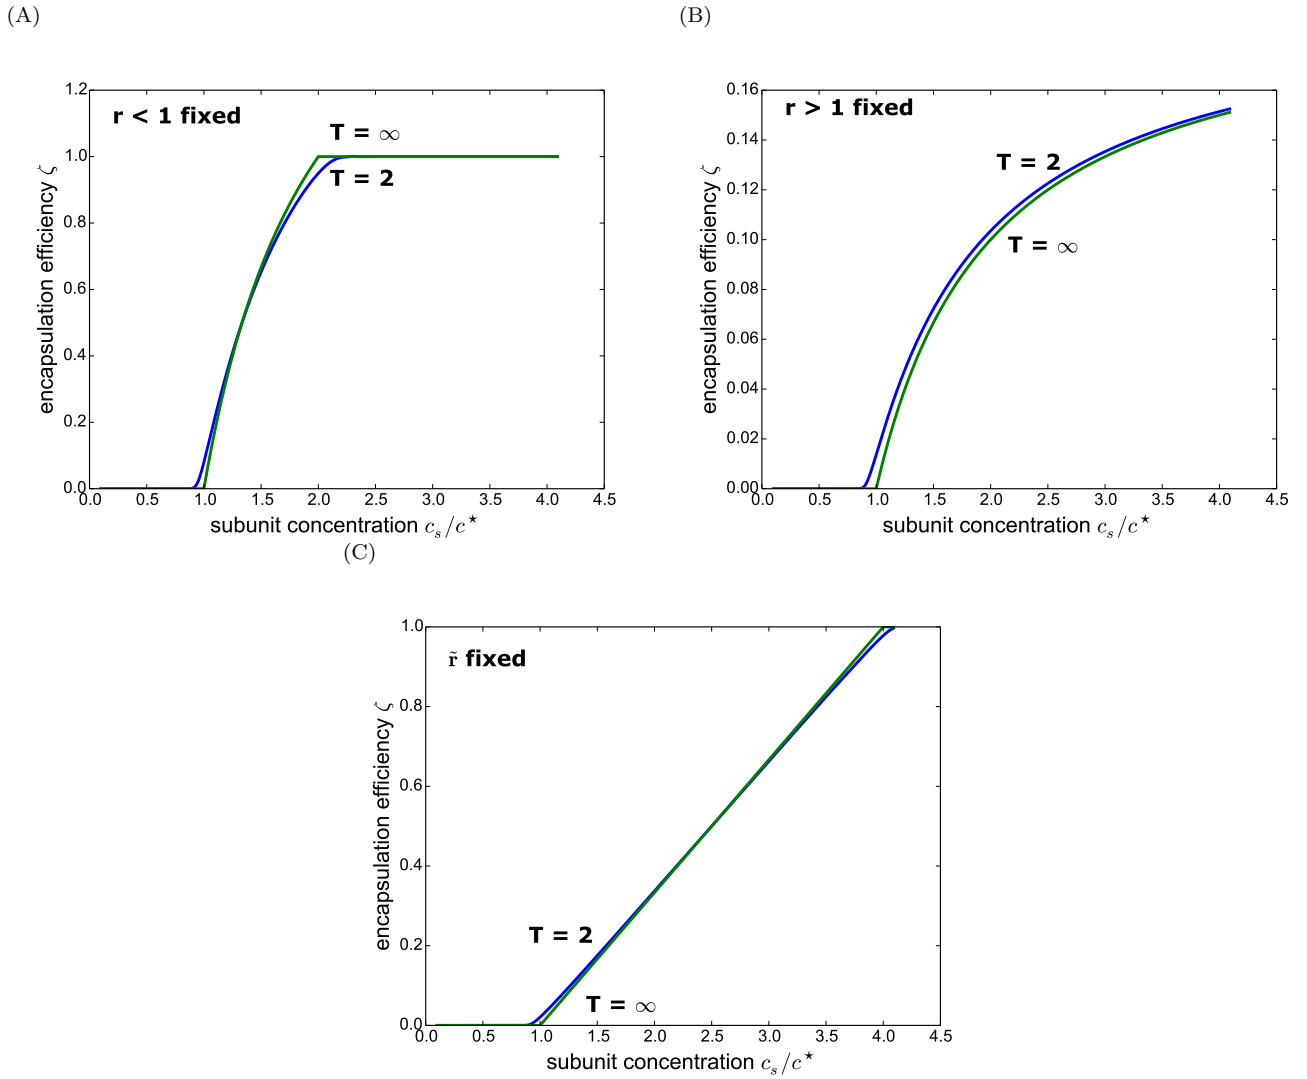 (A)
(B)
r < 1 fixed
T = ∞
T = 2
encapsulation efficiency ζ
1.2
1.0
0.8
0.6
0.4
0.2
0.0
0.0 0.5 1.0 1.5 2.0 2.5 3.0 3.5 4.0 4.5
subunit concentration c_s/c⋆
r > 1 fixed
T = 2
T = ∞
encapsulation efficiency ζ
0.16
0.14
0.12
0.10
0.08
0.06
0.04
0.02
0.00
0.0 0.5 1.0 1.5 2.0 2.5 3.0 3.5 4.0 4.5
subunit concentration c_s/c⋆
(C)
r̃ fixed
T = 2
T = ∞
encapsulation efficiency ζ
1.0
0.8
0.6
0.4
0.2
0.0
0.0 0.5 1.0 1.5 2.0 2.5 3.0 3.5 4.0 4.5
subunit concentration c_s/c⋆